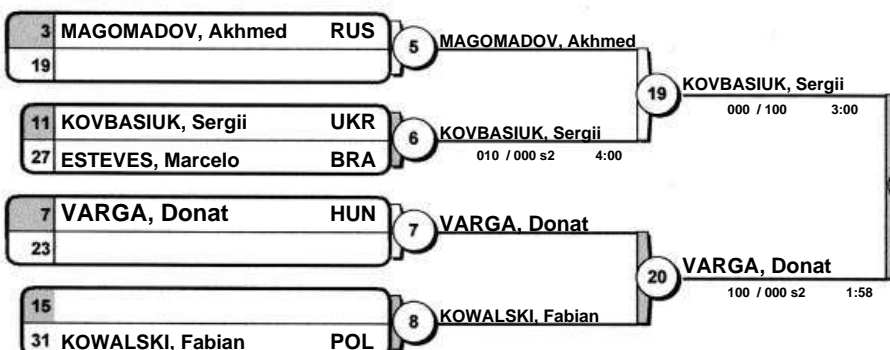 3 MAGOMADOV, Akhmed RUS
19
5
MAGOMADOV, Akhmed
11 KOVBASIUK, Sergii UKR
27 ESTEVES, Marcelo BRA
6
KOVBASIUK, Sergii
010 / 000 s2 4:00
19
KOVBASIUK, Sergii
000 / 100 3:00
7 VARGA, Donat HUN
23
7
VARGA, Donat
15
31 KOWALSKI, Fabian POL
8
KOWALSKI, Fabian
20
VARGA, Donat
100 / 000 s2 1:58